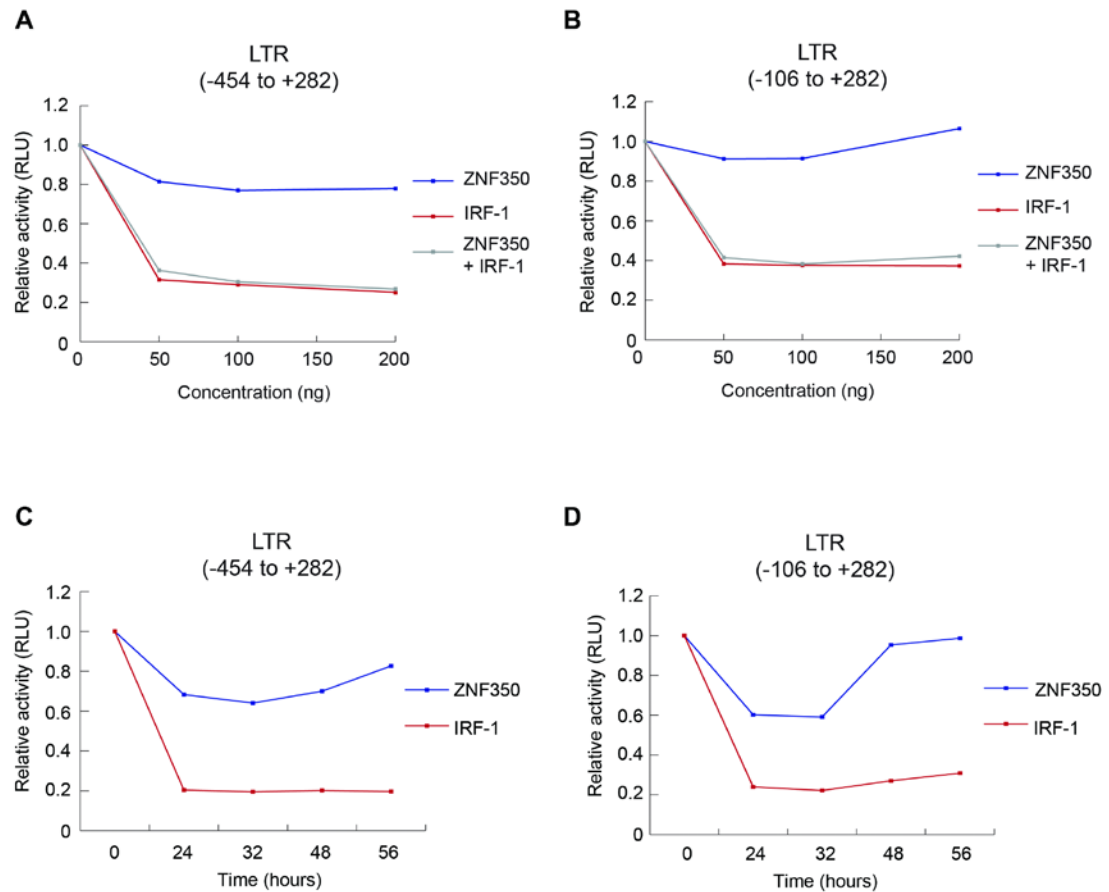 A
LTR
(-454 to +282)
Relative activity (RLU)
1.2
1.0
0.8
0.6
0.4
0.2
0
0
50
100
150
200
Concentration (ng)
ZNF350
IRF-1
ZNF350
+ IRF-1
B
LTR
(-106 to +282)
Relative activity (RLU)
1.2
1.0
0.8
0.6
0.4
0.2
0
0
50
100
150
200
Concentration (ng)
ZNF350
IRF-1
ZNF350
+ IRF-1
C
LTR
(-454 to +282)
Relative activity (RLU)
1.2
1.0
0.8
0.6
0.4
0.2
0
0
24
32
48
56
Time (hours)
ZNF350
IRF-1
D
LTR
(-106 to +282)
Relative activity (RLU)
1.2
1.0
0.8
0.6
0.4
0.2
0
0
24
32
48
56
Time (hours)
ZNF350
IRF-1